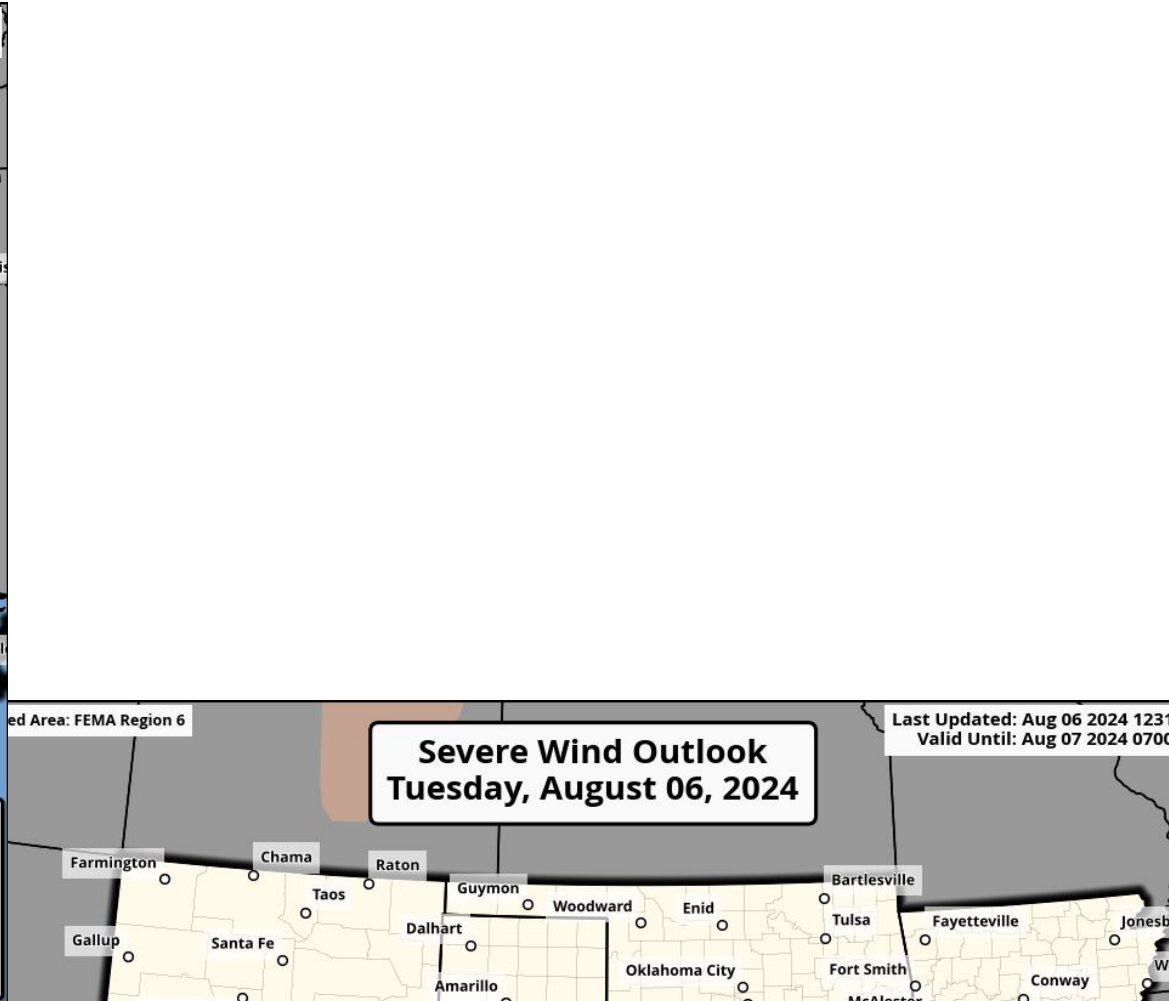 ed Area: FEMA Region 6
Severe Wind Outlook
Tuesday, August 06, 2024
Last Updated: Aug 06 2024 1231
Valid Until: Aug 07 2024 0700
Farmington
Chama
Raton
Taos
Guymon
Woodward
Enid
Bartlesville
Tulsa
Fayetteville
Jonesb
Gallup
Santa Fe
Dalhart
Oklahoma City
Fort Smith
W
Amarillo
Conway
McAlester